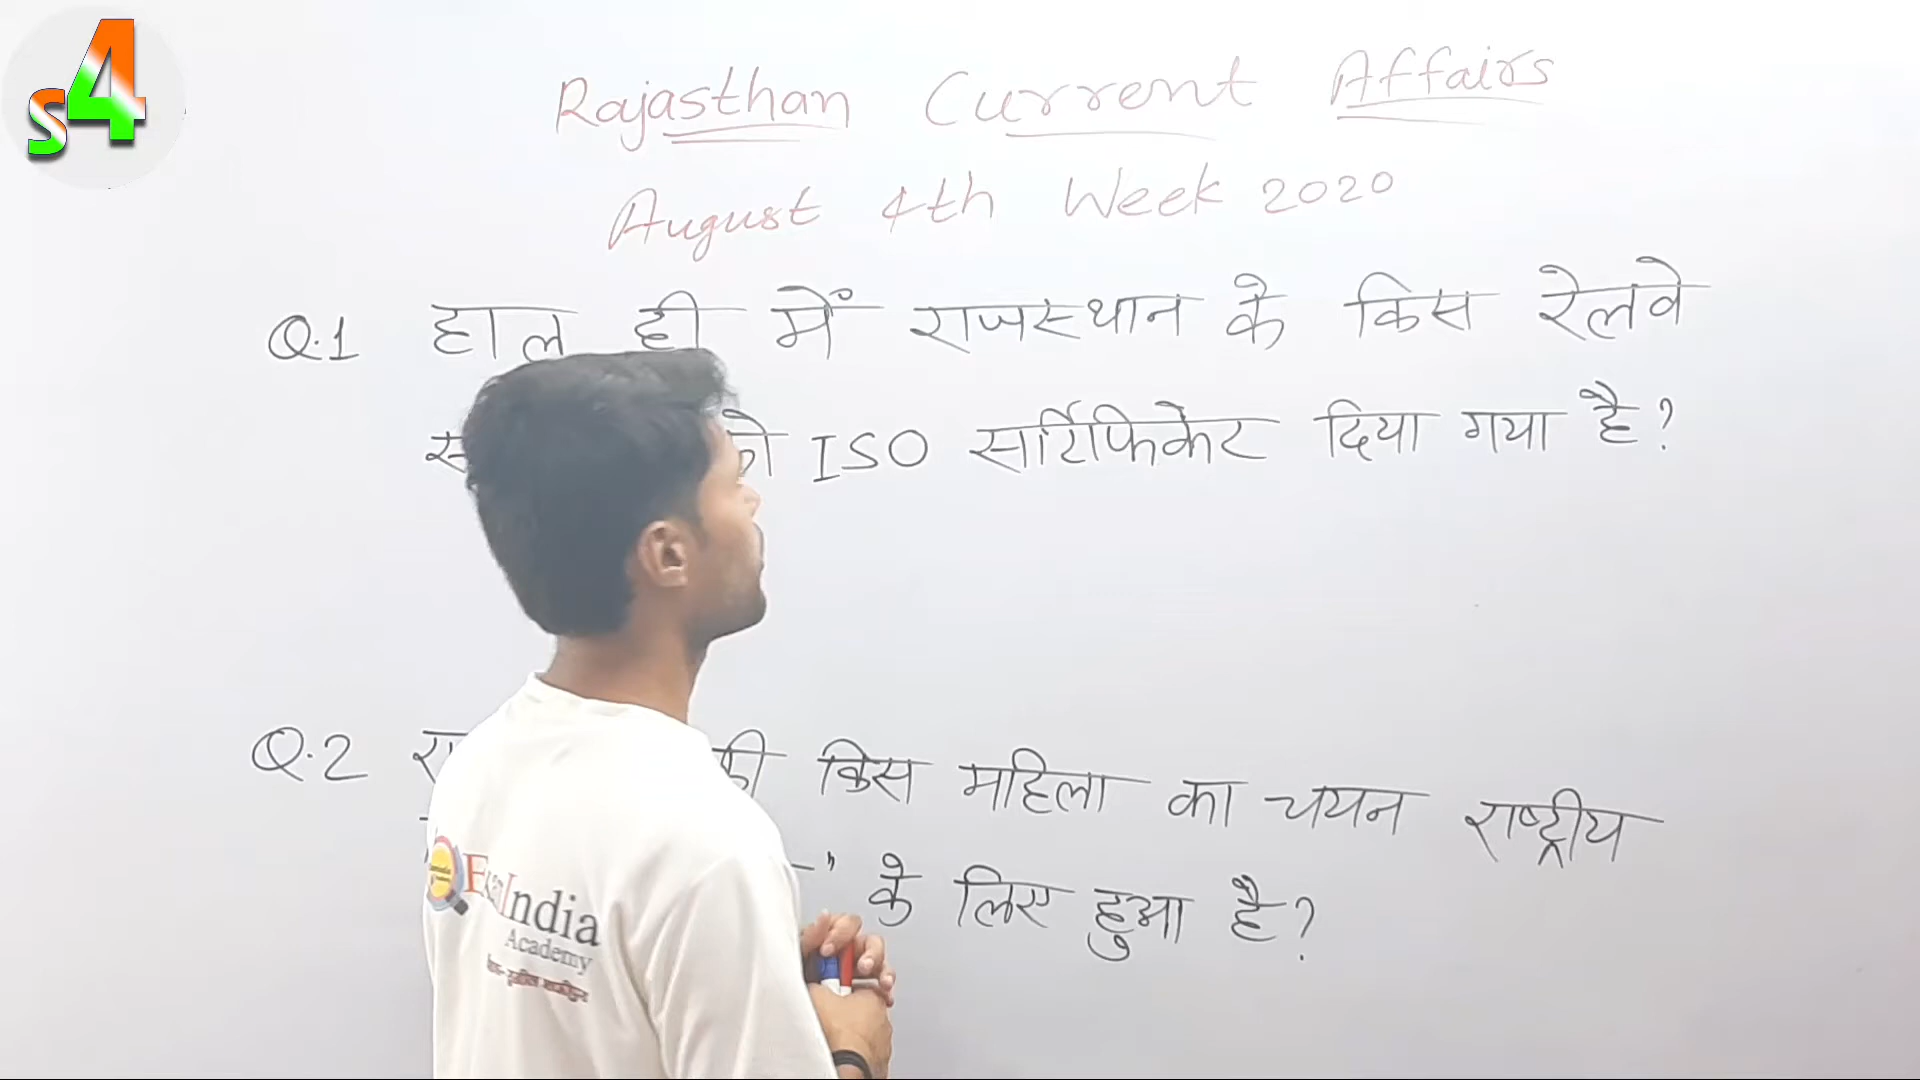 S4
Rajasthan Current Affairs
August 4th Week 2020
Q.1 हाल ही में राजस्थान के किस रेलवे
को ISO सर्टिफिकेट दिया गया है?
Q.2 की किस महिला का चयन राष्ट्रीय
" के लिए हुआ है?
India
Academy